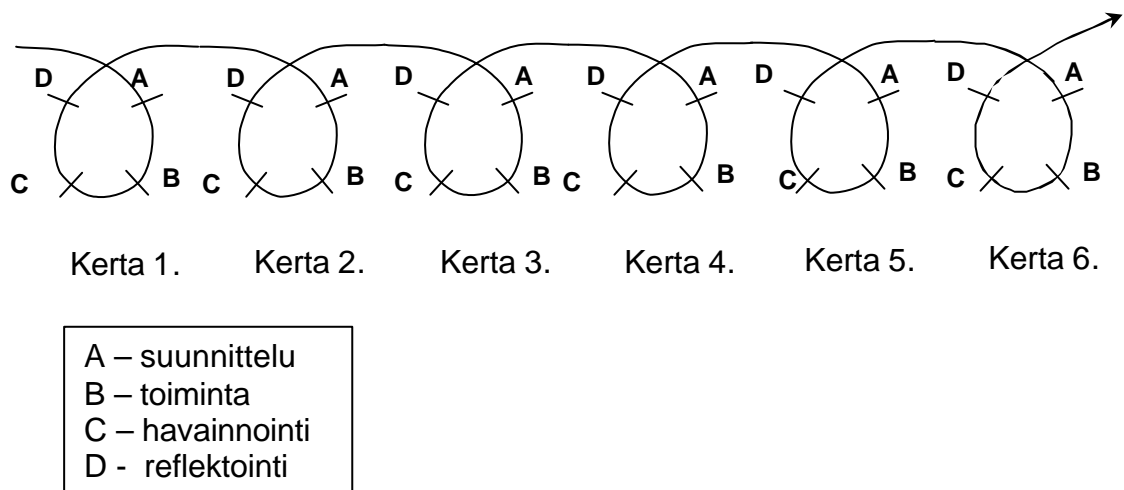 D A D A D A D A D A D A
C B C B C B C B C B C B
Kerta 1. Kerta 2. Kerta 3. Kerta 4. Kerta 5. Kerta 6.
A – suunnittelu
B – toiminta
C – havainnointi
D - reflektointi